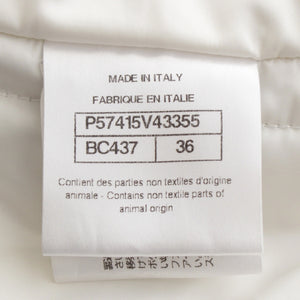 MADE IN ITALY
FABRIQUE EN ITALIE
P57415V43355
BC437 36
Contient des parties non textiles d'origine
animale - Contains non textile parts of
animal origin